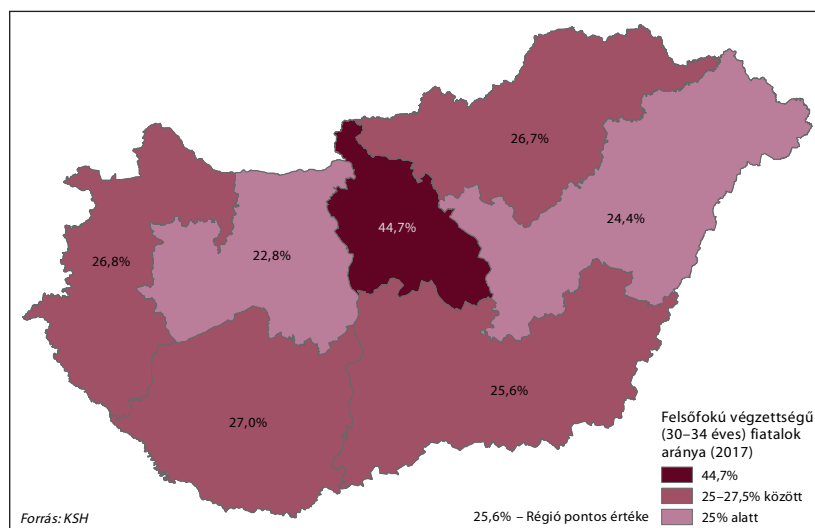 26,7%
24,4%
44,7%
22,8%
26,8%
25,6%
27,0%
Felsőfokú végzettségű
(30–34 éves) fiatalok
aránya (2017)
44,7%
25–27,5% között
25% alatt
25,6% – Régió pontos értéke
Forrás: KSH